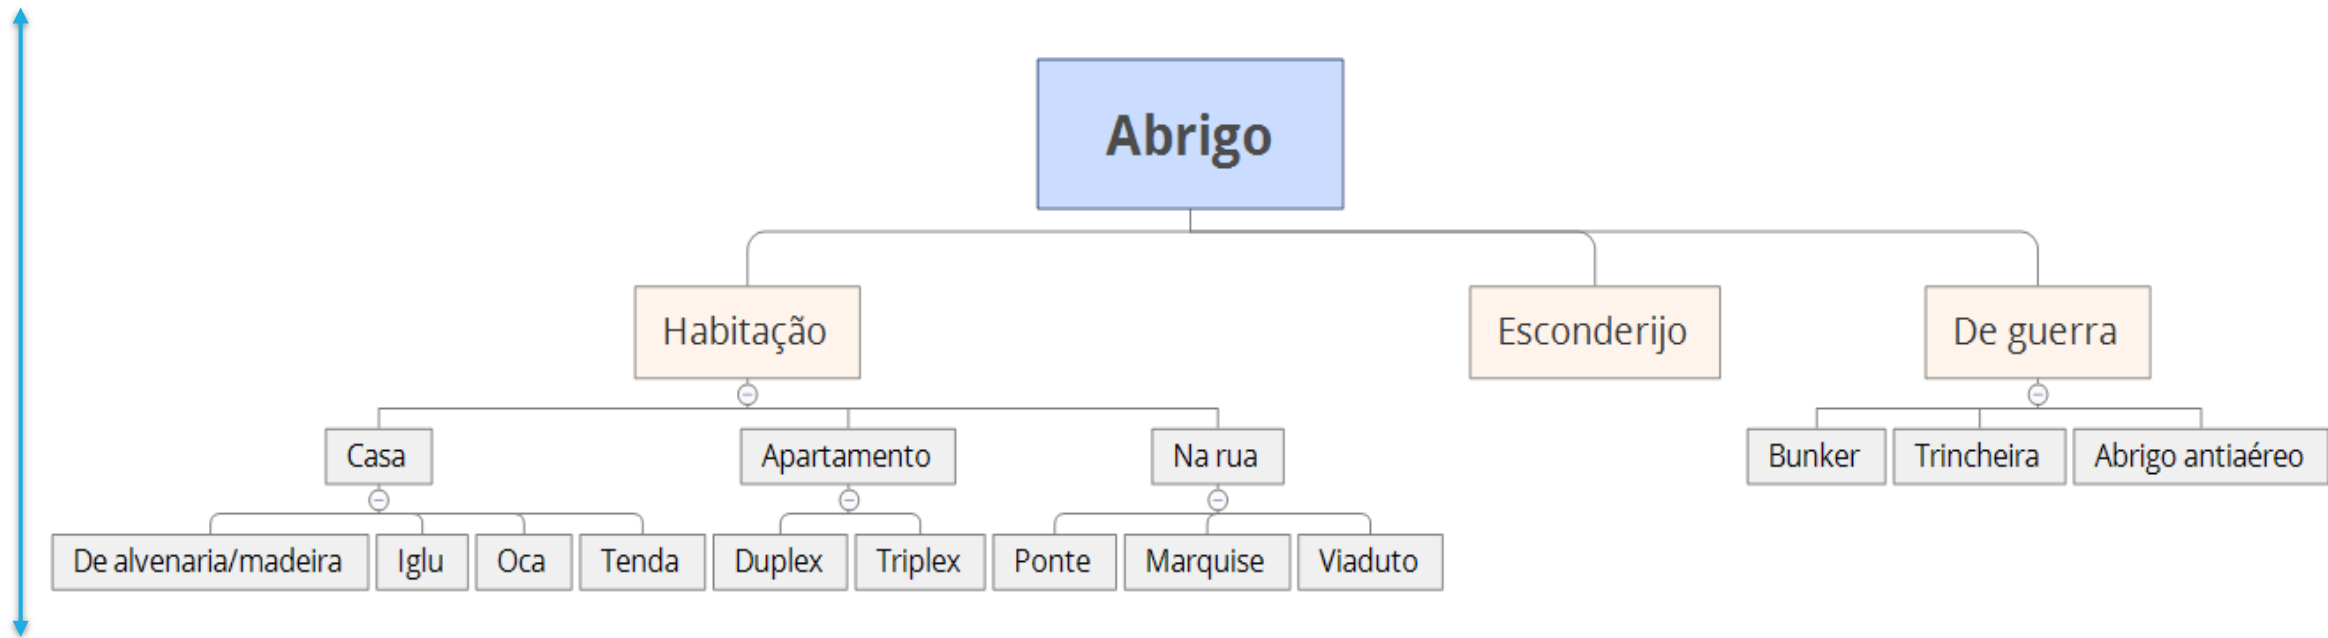 Abrigo
Habitação
Esconderijo
De guerra
Casa
Apartamento
Na rua
Bunker
Trincheira
Abrigo antiaéreo
De alvenaria/madeira
Iglu
Oca
Tenda
Duplex
Triplex
Ponte
Marquise
Viaduto